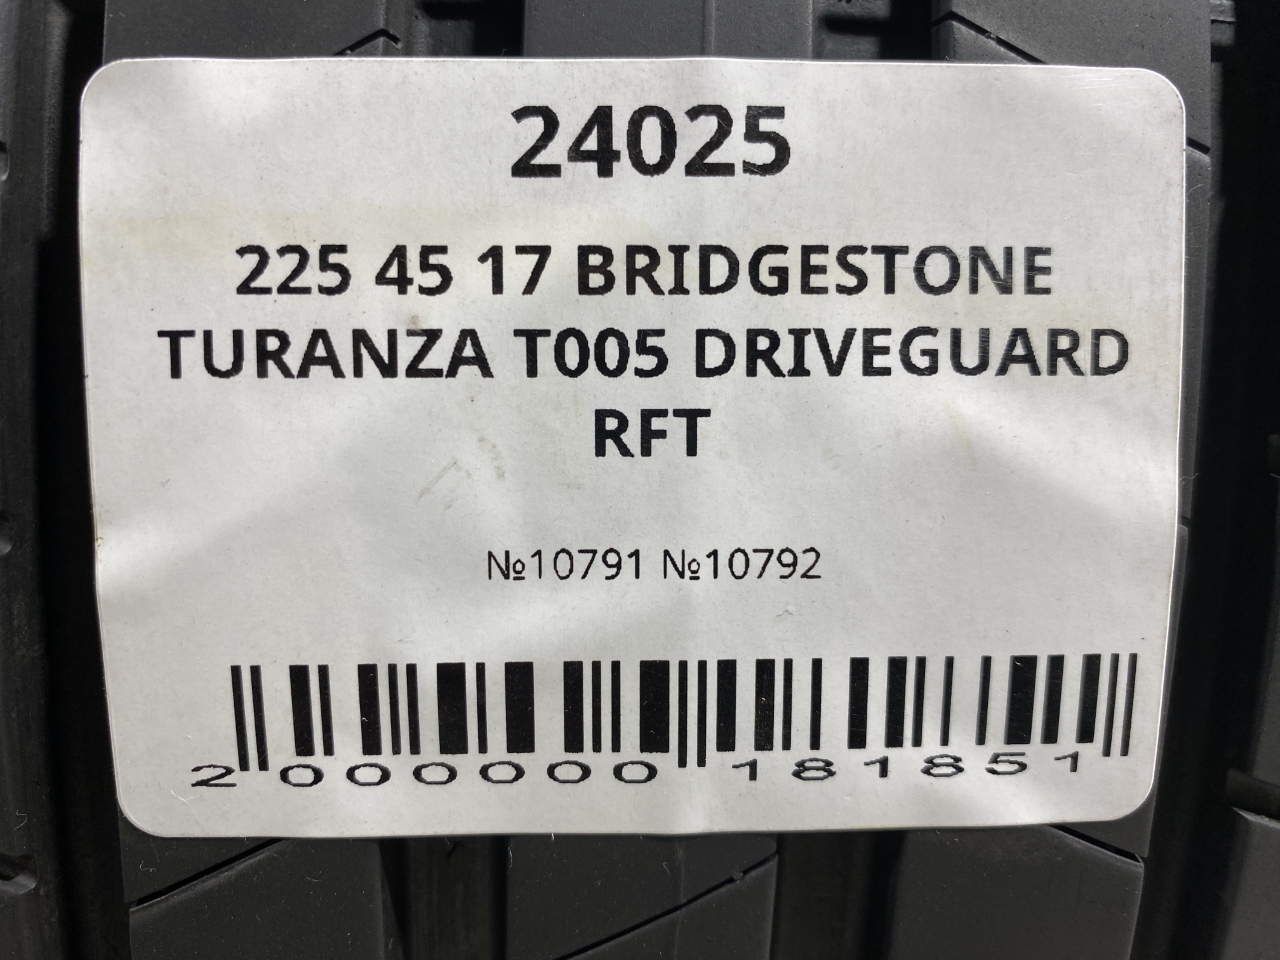 24025
225 45 17 BRIDGESTONE
TURANZA T005 DRIVEGUARD
RFT
№10791 №10792
2 000000 181851